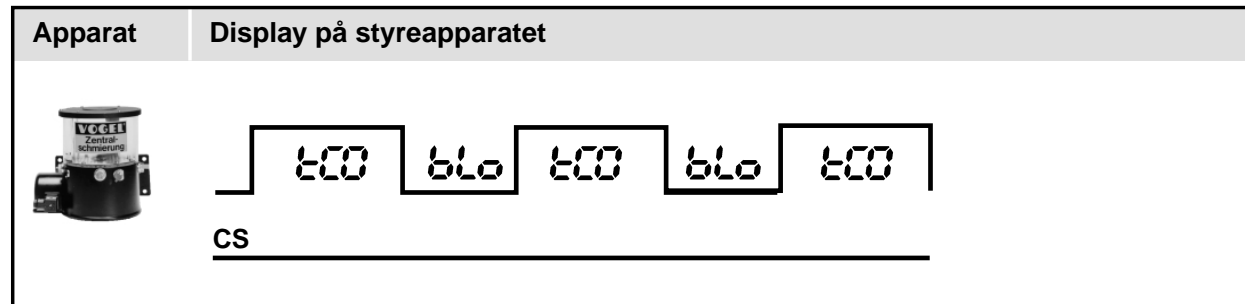 Apparat Display på styreapparatet
VOGEL
Zentral-
schmierung
tCO bLo tCO bLo tCO
CS